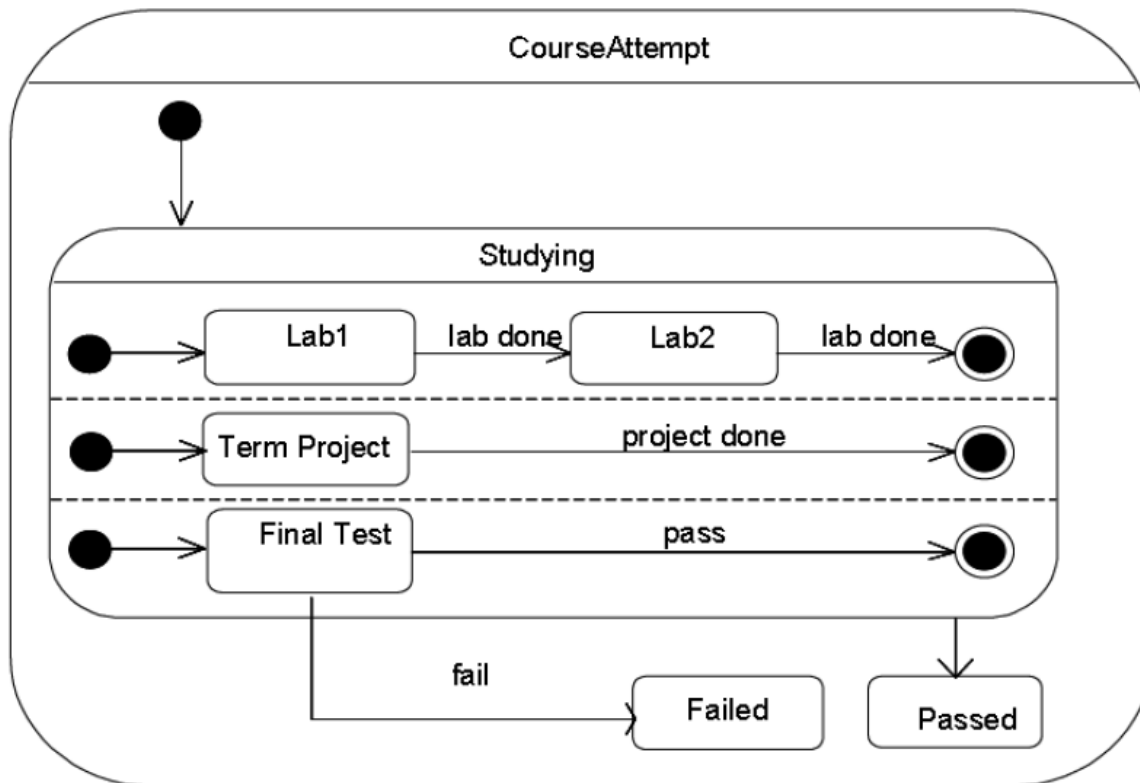 CourseAttempt
Studying
Lab1
lab done
Lab2
lab done
Term Project
project done
Final Test
pass
fail
Failed
Passed